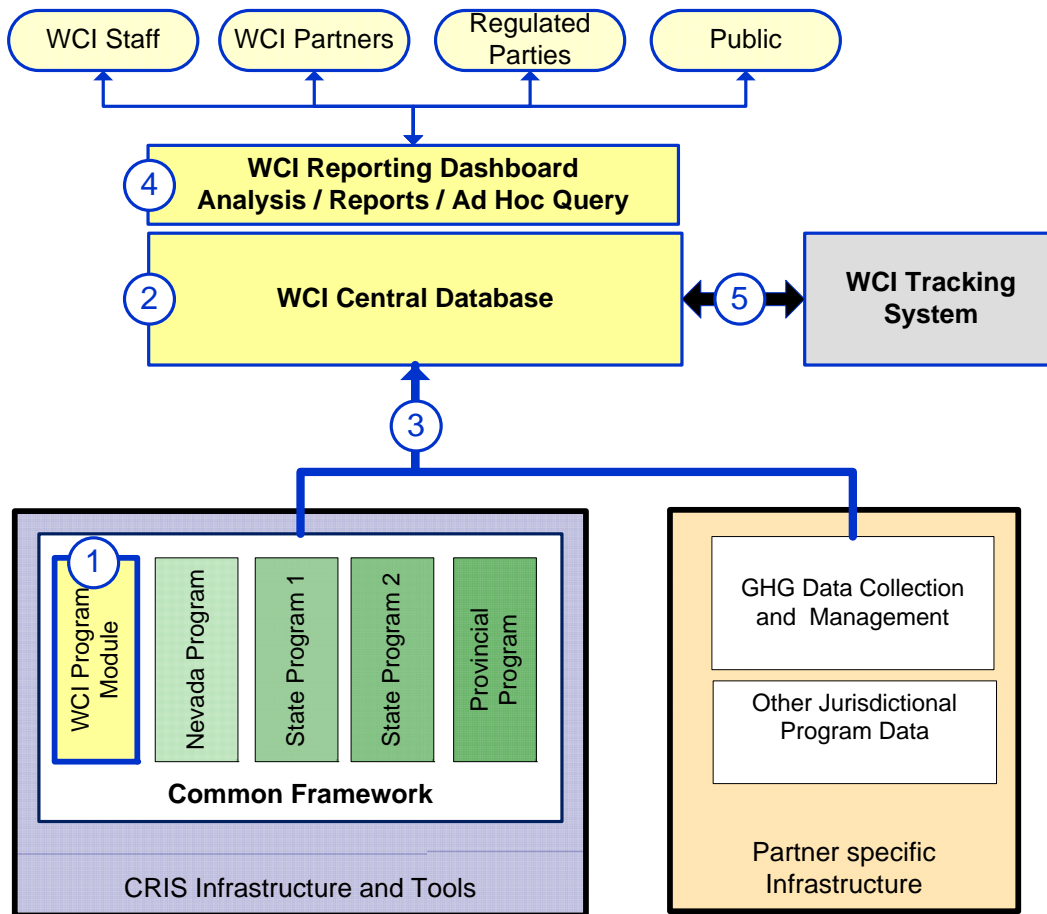 WCI Staff
WCI Partners
Regulated
Parties
Public
4
WCI Reporting Dashboard
Analysis / Reports / Ad Hoc Query
2
WCI Central Database
5
WCI Tracking
System
3
1
WCI Program
Module
Nevada Program
State Program 1
State Program 2
Provincial
Program
Common Framework
CRIS Infrastructure and Tools
GHG Data Collection
and Management
Other Jurisdictional
Program Data
Partner specific
Infrastructure